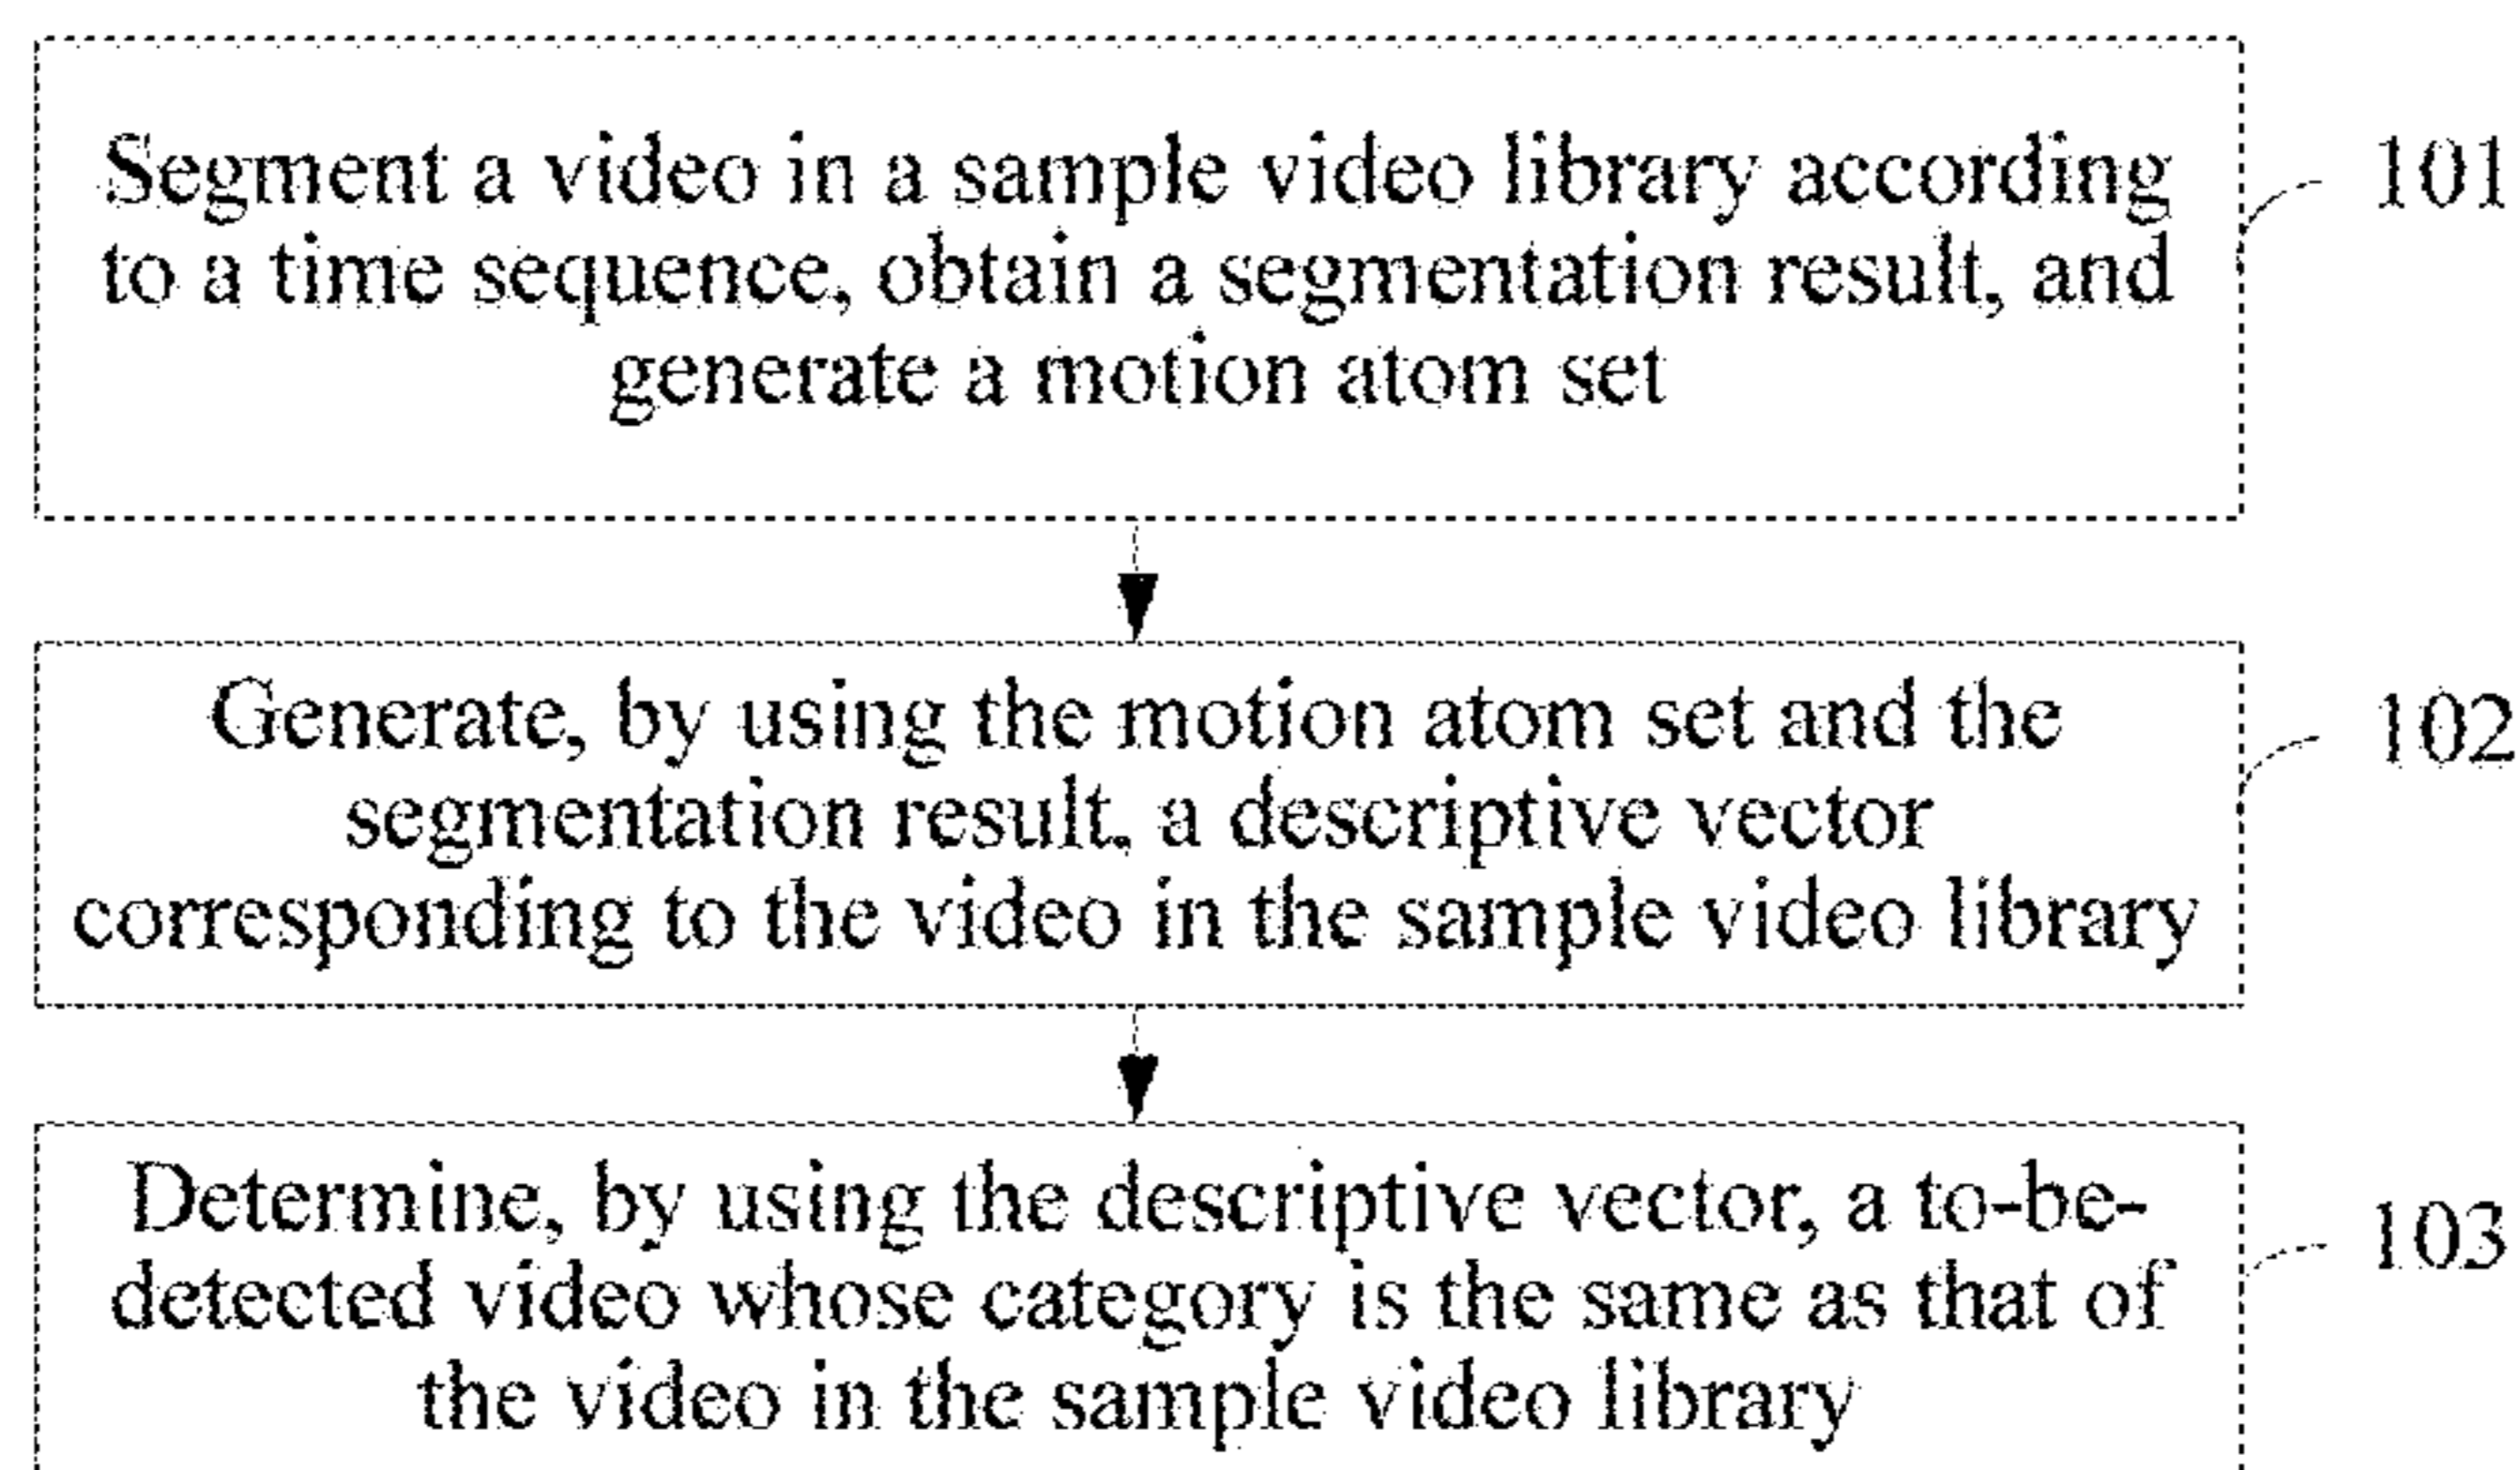 Segment a video in a sample video library according
to a time sequence, obtain a segmentation result, and
generate a motion atom set
101
Generate, by using the motion atom set and the
segmentation result, a descriptive vector
corresponding to the video in the sample video library
102
Determine, by using the descriptive vector, a to-be-
detected video whose category is the same as that of
the video in the sample video library
103